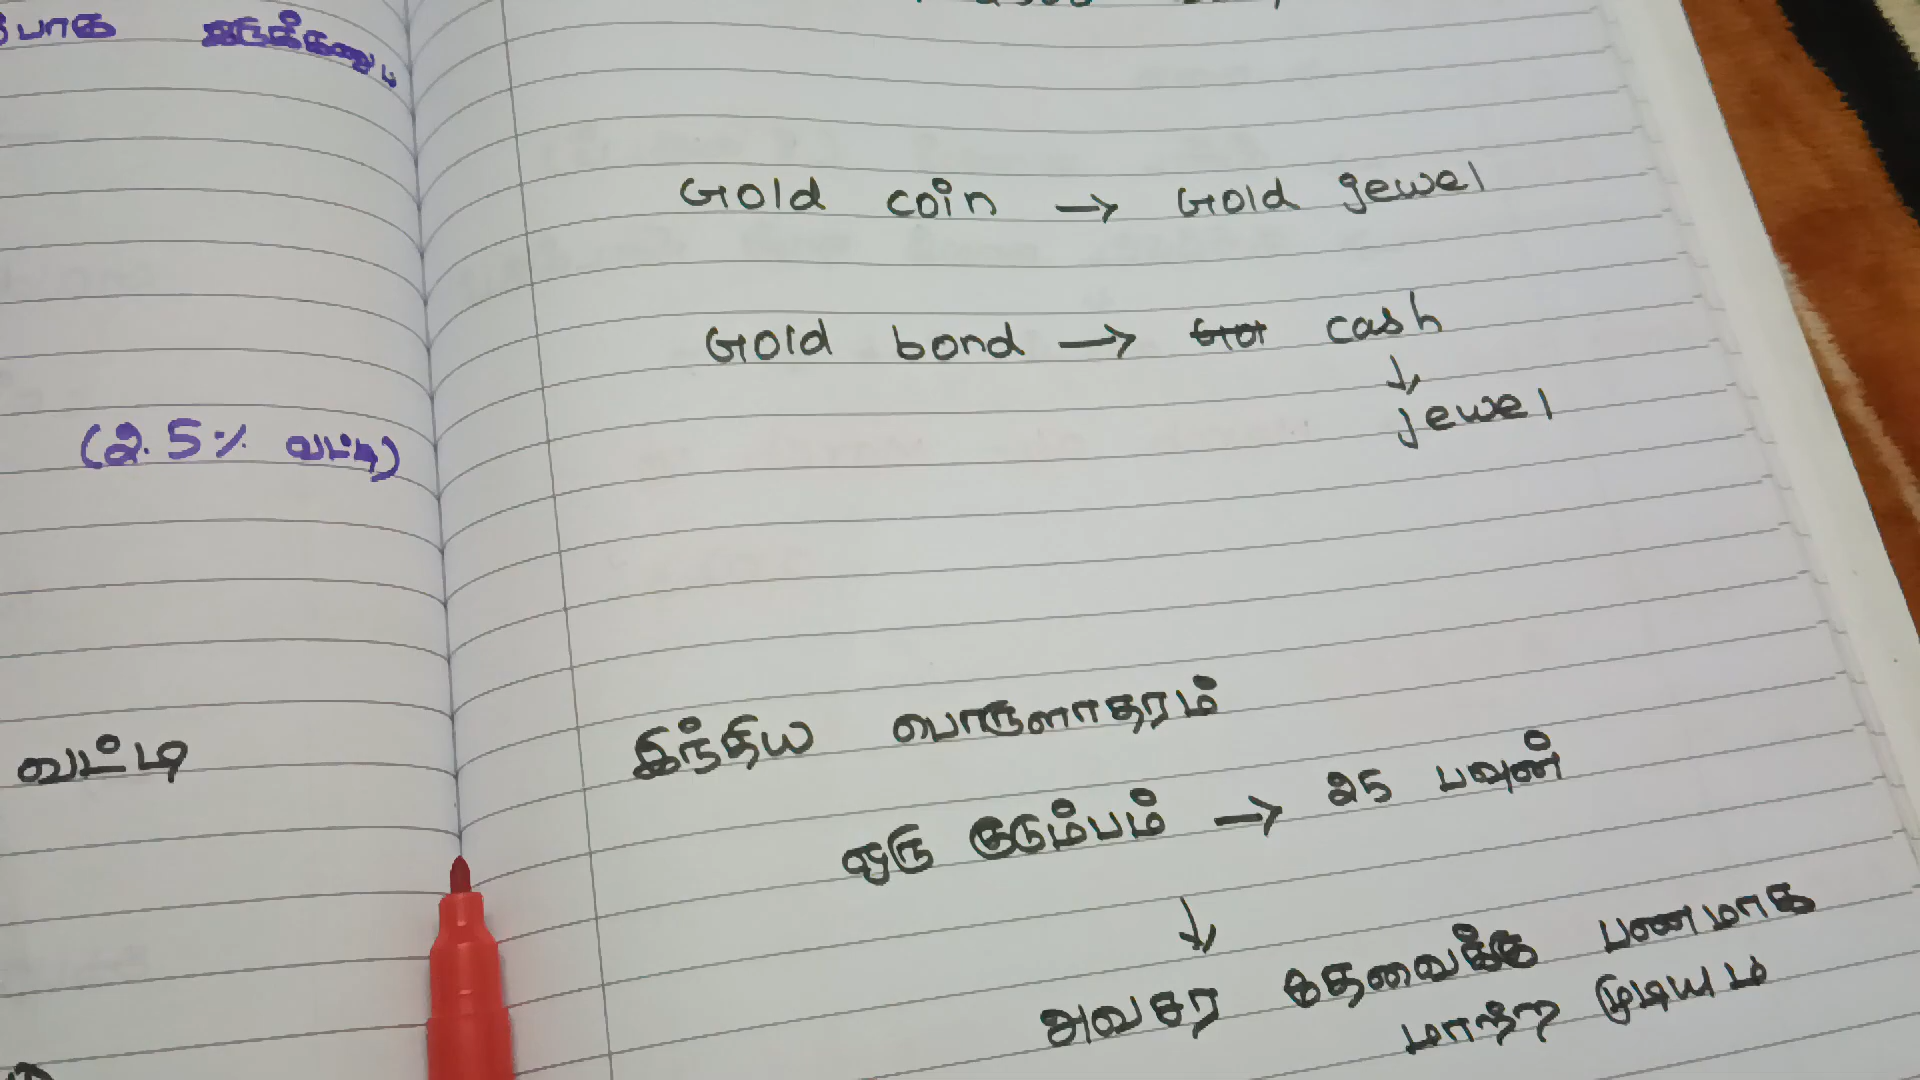 (2.5% வட்டி)
வட்டி
Gold coin → Gold jewel
Gold bond → Gol cash
↓
jewel
இந்திய பொருளாதாரம்
ஒரு குடும்பம் → 25 பவுன்
↓
அவசர தேவைக்கு பணமாக
மாற்ற முடியும்